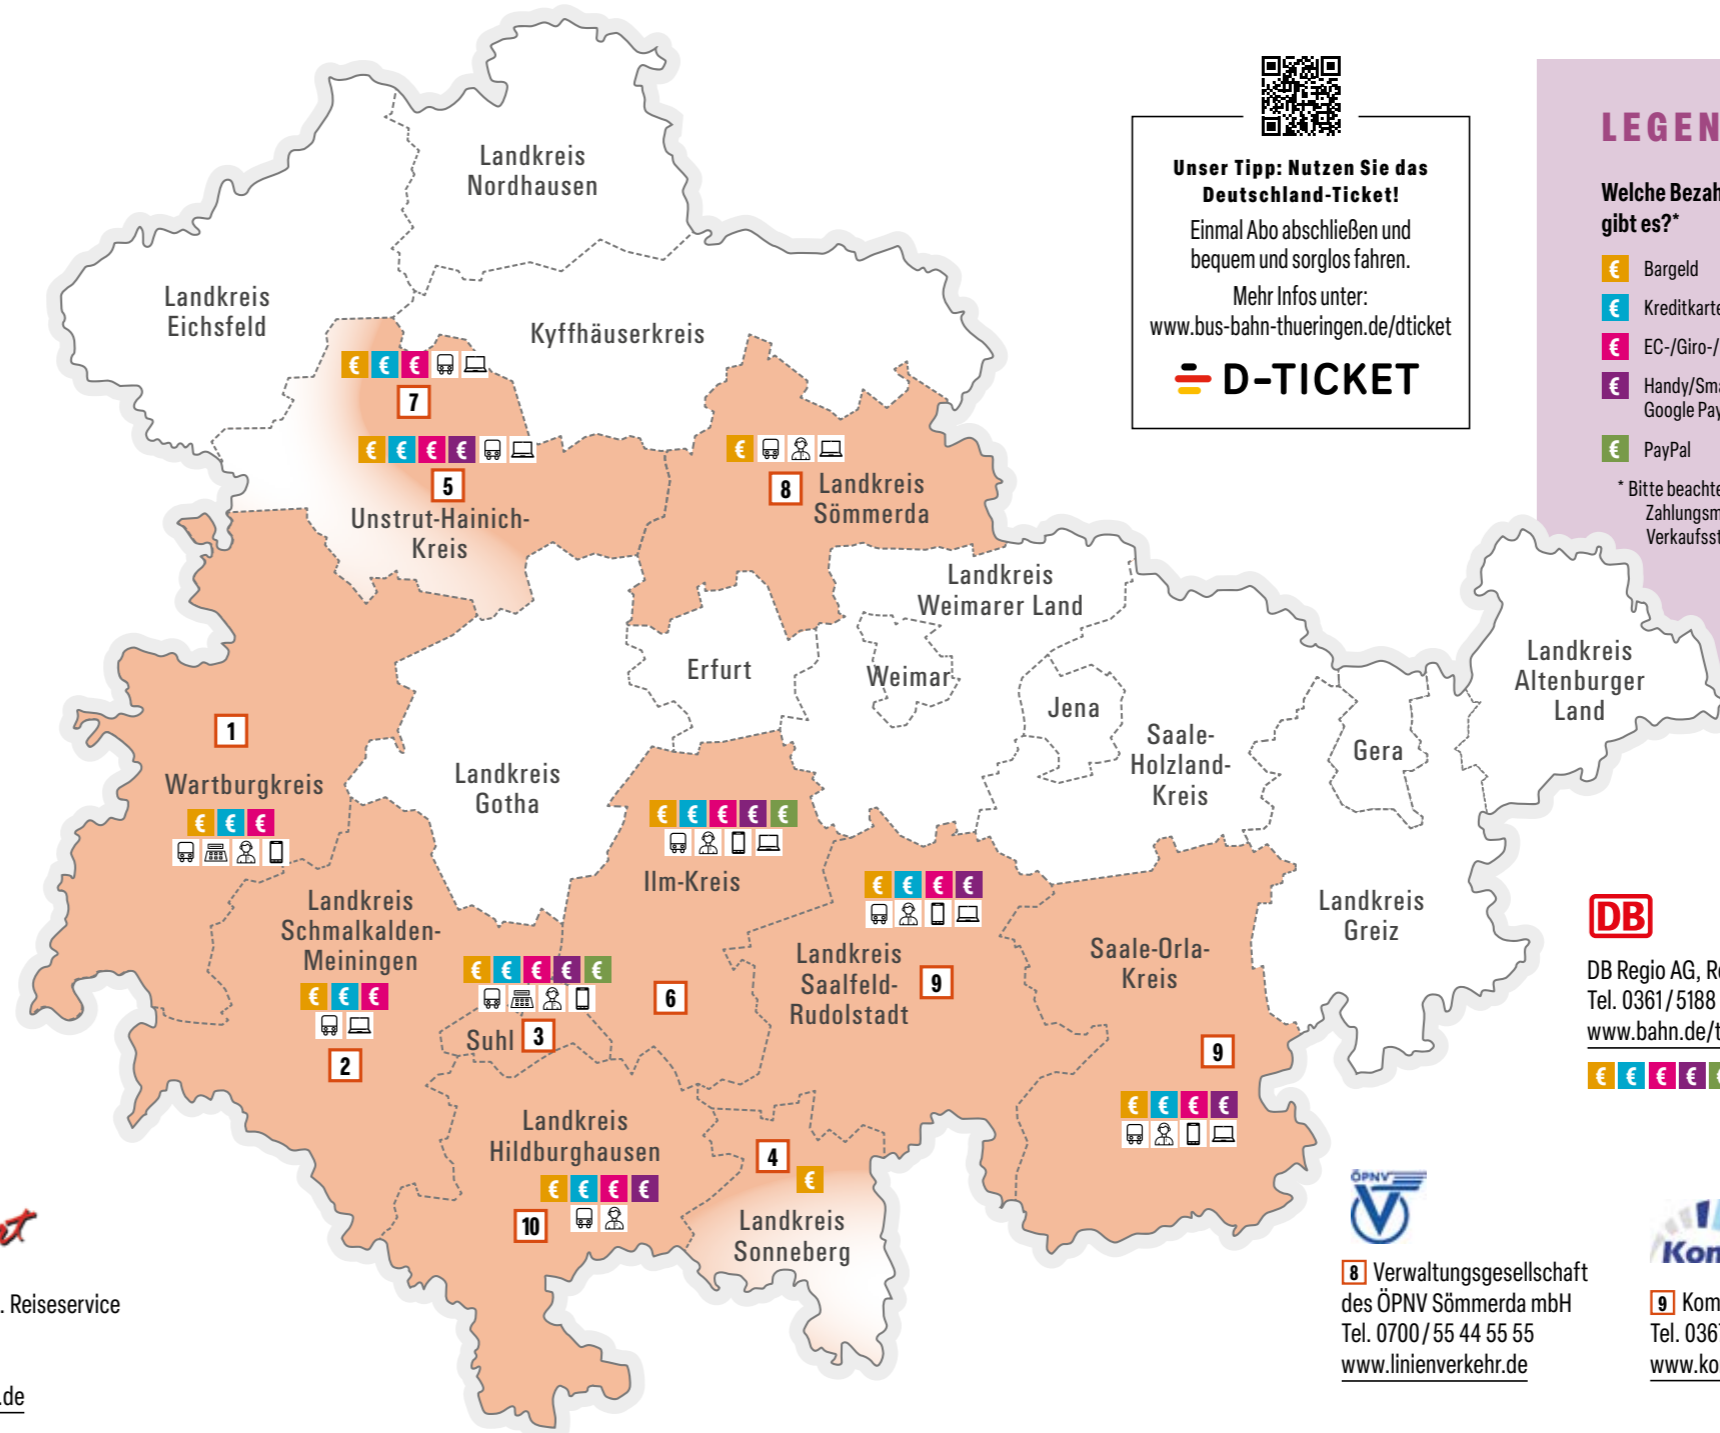 Landkreis
Nordhausen
Landkreis
Eichsfeld
Kyffhäuserkreis
€ € €
7
€ € € €
5
Unstrut-Hainich-
Kreis
€
8 Landkreis
Sömmerda
Landkreis
Weimarer Land
Erfurt
Weimar
Jena
Saale-
Holzland-
Kreis
Gera
Landkreis
Altenburger
Land
1
Wartburgkreis
€ € €
Landkreis
Gotha
€ € € € €
Ilm-Kreis
6
Landkreis
Schmalkalden-
Meiningen
€ € €
2
€ € € € €
Suhl 3
€ € € €
Landkreis
Saalfeld-
Rudolstadt
9
Saale-Orla-
Kreis
9
€ € € €
Landkreis
Greiz
Landkreis
Hildburghausen
€ € € €
10
4
€
Landkreis
Sonneberg
Unser Tipp: Nutzen Sie das
Deutschland-Ticket!
Einmal Abo abschließen und
bequem und sorglos fahren.
Mehr Infos unter:
www.bus-bahn-thueringen.de/dticket
D-TICKET
LEGEN
Welche Bezah
gibt es?*
€ Bargeld
€ Kreditkarte
€ EC-/Giro-/
€ Handy/Sma
Google Pay
€ PayPal
* Bitte beachte
Zahlungsm
Verkaufsst
DB
DB Regio AG, Re
Tel. 0361/5188
www.bahn.de/t
€ € € € €
. Reiseservice
.de
ÖPNV
V
8 Verwaltungsgesellschaft
des ÖPNV Sömmerda mbH
Tel. 0700/55 44 55 55
www.linienverkehr.de
Kom
9 Kom
Tel. 0367
www.ko